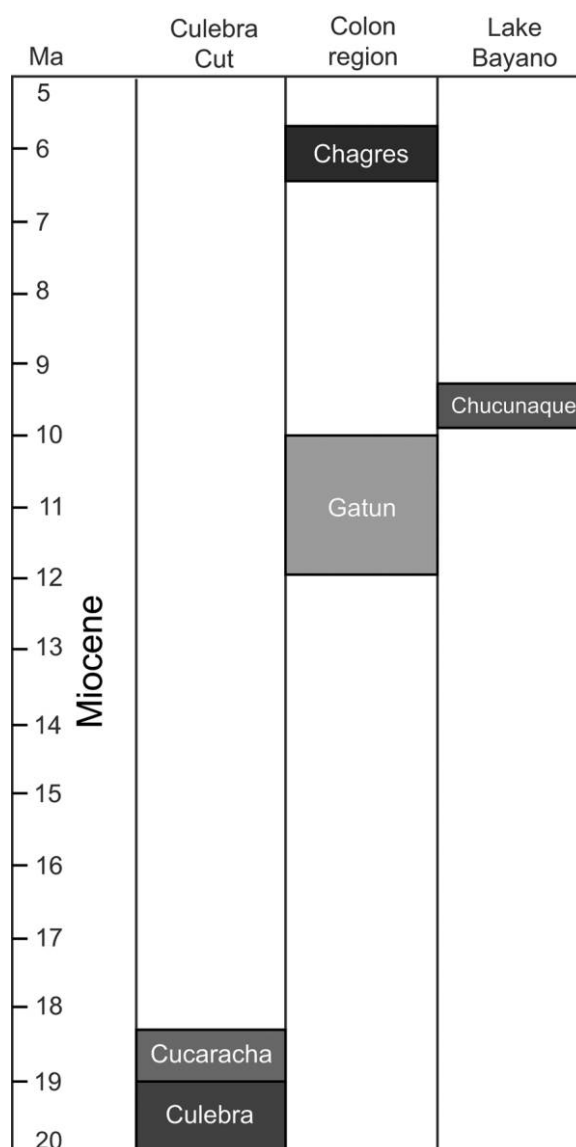 Ma
Culebra
Cut
Colon
region
Lake
Bayano
5
6
7
8
9
10
11
12
13
14
15
16
17
18
19
20
Miocene
Chagres
Chucunaque
Gatun
Cucaracha
Culebra